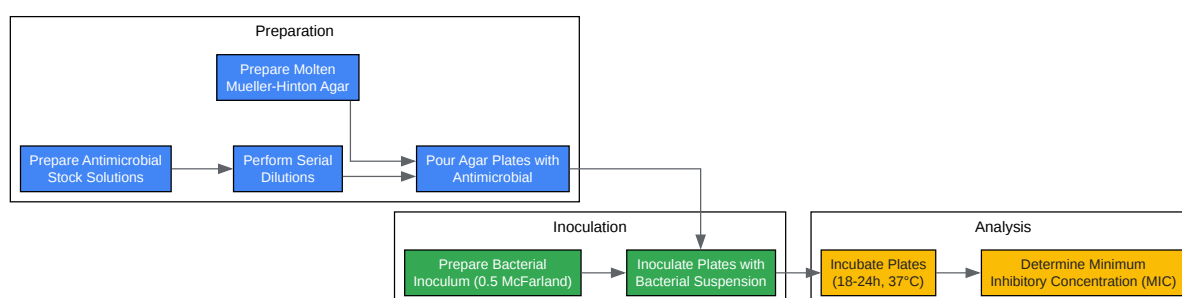 Preparation
Prepare Molten
Mueller-Hinton Agar
Prepare Antimicrobial
Stock Solutions
Perform Serial
Dilutions
Pour Agar Plates with
Antimicrobial
Inoculation
Prepare Bacterial
Inoculum (0.5 McFarland)
Inoculate Plates with
Bacterial Suspension
Analysis
Incubate Plates
(18-24h, 37°C)
Determine Minimum
Inhibitory Concentration (MIC)